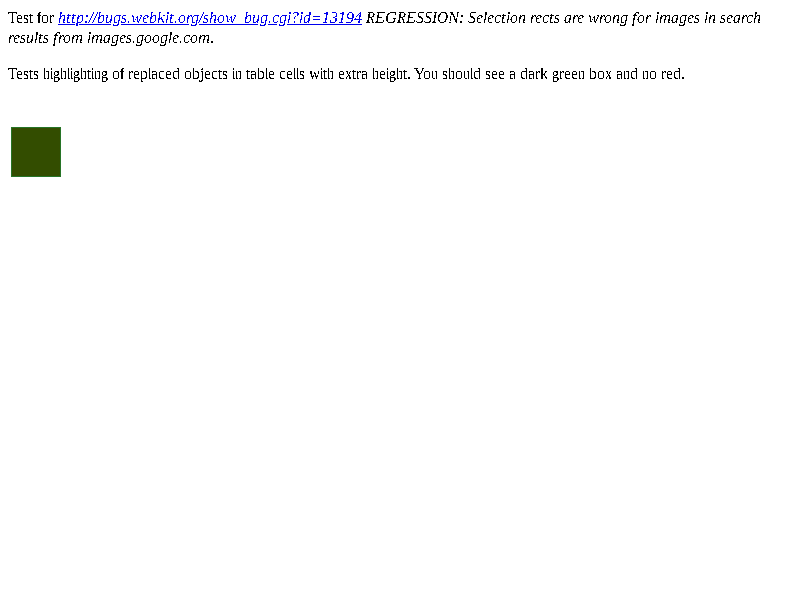 Test for http://bugs.webkit.org/show_bug.cgi?id=13194 REGRESSION: Selection rects are wrong for images in search
results from images.google.com.
Tests highlighting of replaced objects in table cells with extra height. You should see a dark green box and no red.